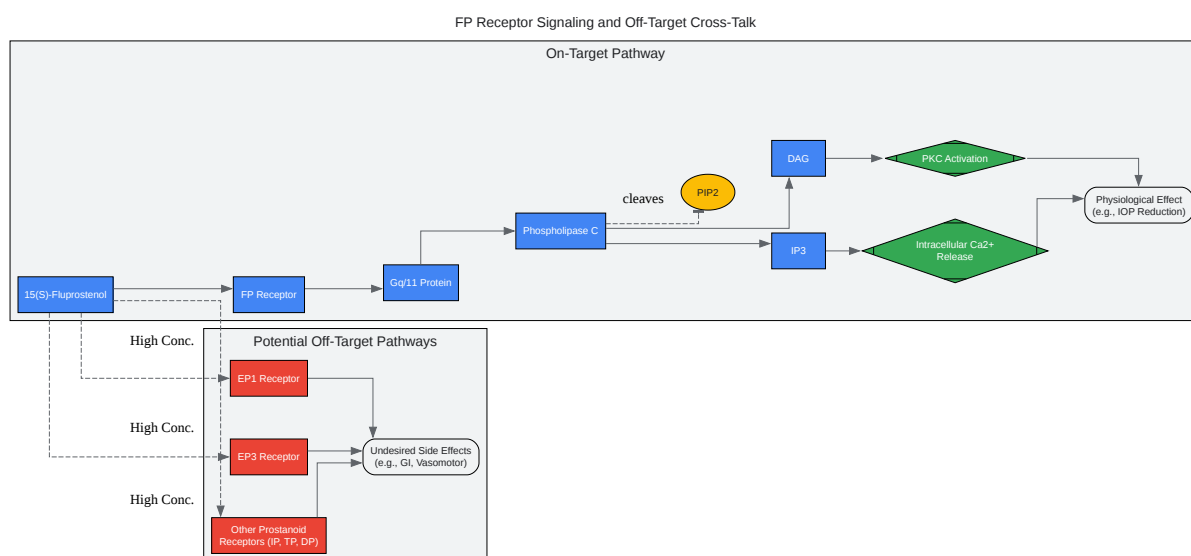 FP Receptor Signaling and Off-Target Cross-Talk
On-Target Pathway
DAG
PKC Activation
cleaves
PIP2
Physiological Effect
(e.g., IOP Reduction)
Phospholipase C
IP3
Intracellular Ca2+
Release
Gq/11 Protein
15(S)-Fluprostenol
FP Receptor
High Conc.
Potential Off-Target Pathways
EP1 Receptor
High Conc.
EP3 Receptor
Undesired Side Effects
(e.g., GI, Vasomotor)
High Conc.
Other Prostanoid
Receptors (IP, TP, DP)